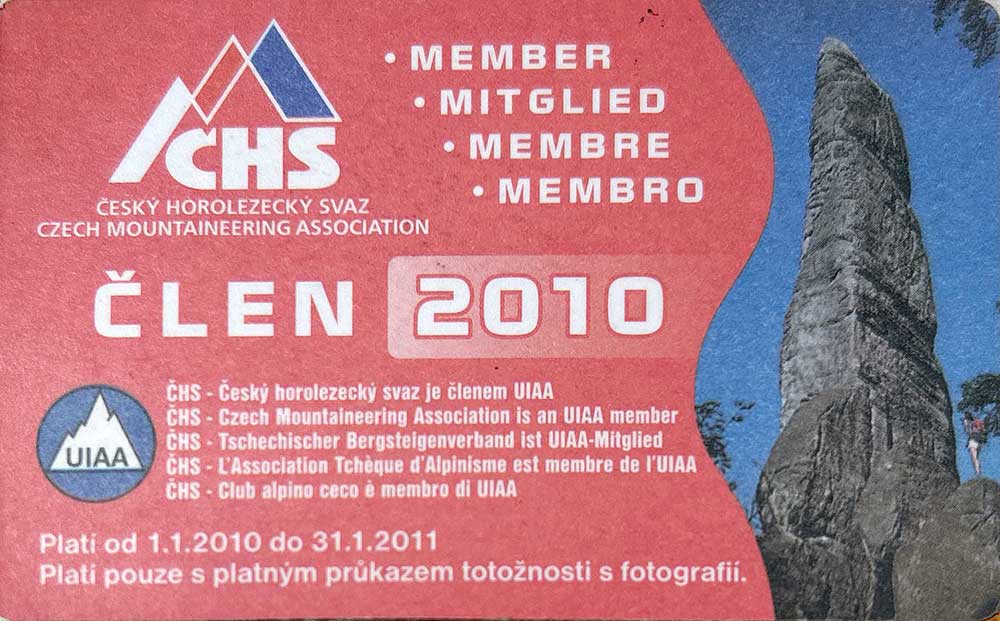 ČHS
ČESKÝ HOROLEZECKÝ SVAZ
CZECH MOUNTAINEERING ASSOCIATION
• MEMBER
• MITGLIED
• MEMBRE
• MEMBRO
ČLEN 2010
UIAA
ČHS - Český horolezecký svaz je členem UIAA
ČHS - Czech Mountaineering Association is an UIAA member
ČHS - Tschechischer Bergsteigenverband ist UIAA-Mitglied
ČHS - L'Association Tchèque d'Alpinisme est membre de l'UIAA
ČHS - Club alpino ceco è membro di UIAA
Platí od 1.1.2010 do 31.1.2011
Platí pouze s platným průkazem totožnosti s fotografií.